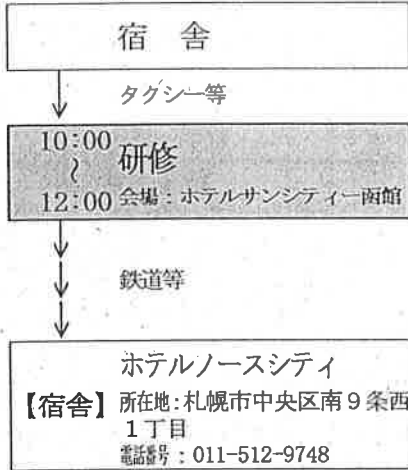 宿 舎
タクシー等
10:00
～
12:00
研修
会場：ホテルサンシティー函館
鉄道等
ホテルノースシティ
【宿舎】所在地：札幌市中央区南９条西
１丁目
電話番号：011-512-9748